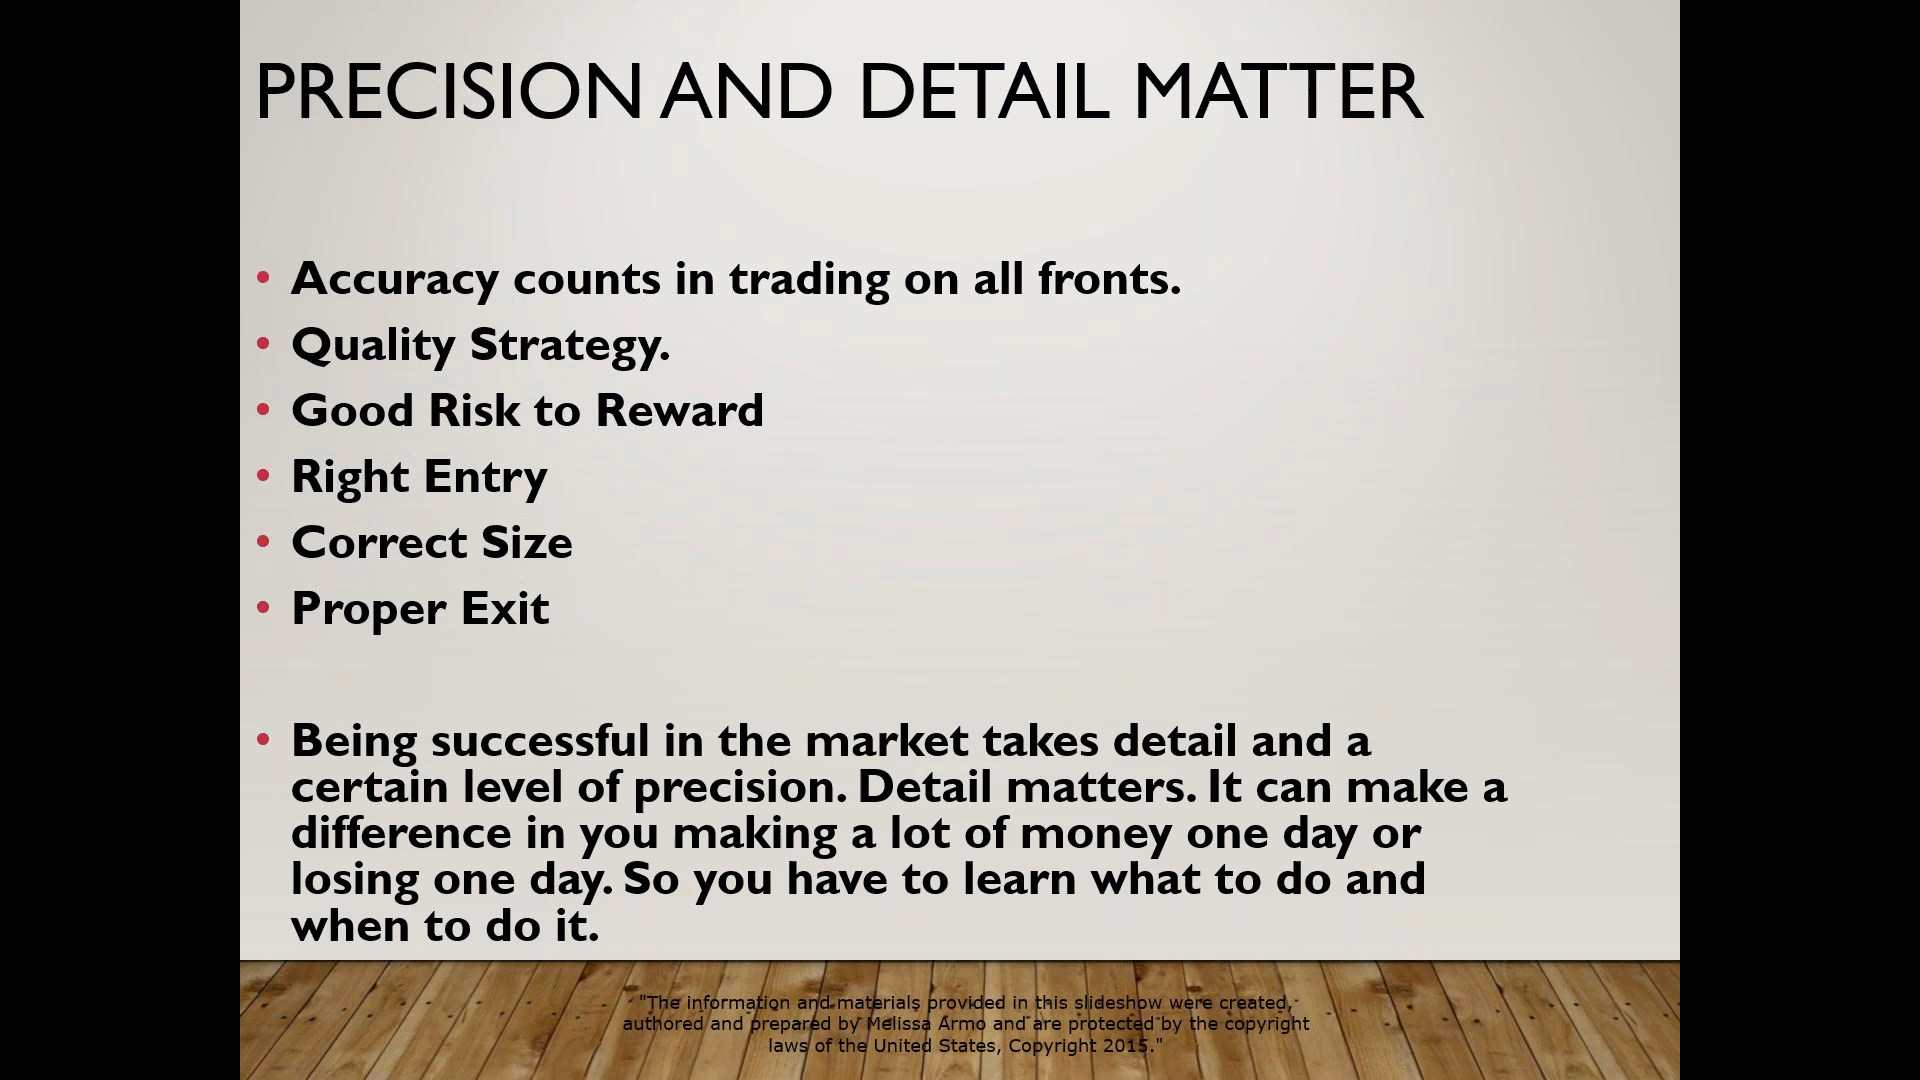 PRECISION AND DETAIL MATTER
• Accuracy counts in trading on all fronts.
• Quality Strategy.
• Good Risk to Reward
• Right Entry
• Correct Size
• Proper Exit
• Being successful in the market takes detail and a
certain level of precision. Detail matters. It can make a
difference in you making a lot of money one day or
losing one day. So you have to learn what to do and
when to do it.
"The information and materials provided in this slideshow were created,
authored and prepared by Melissa Armo and are protected by the copyright
laws of the United States, Copyright 2015."